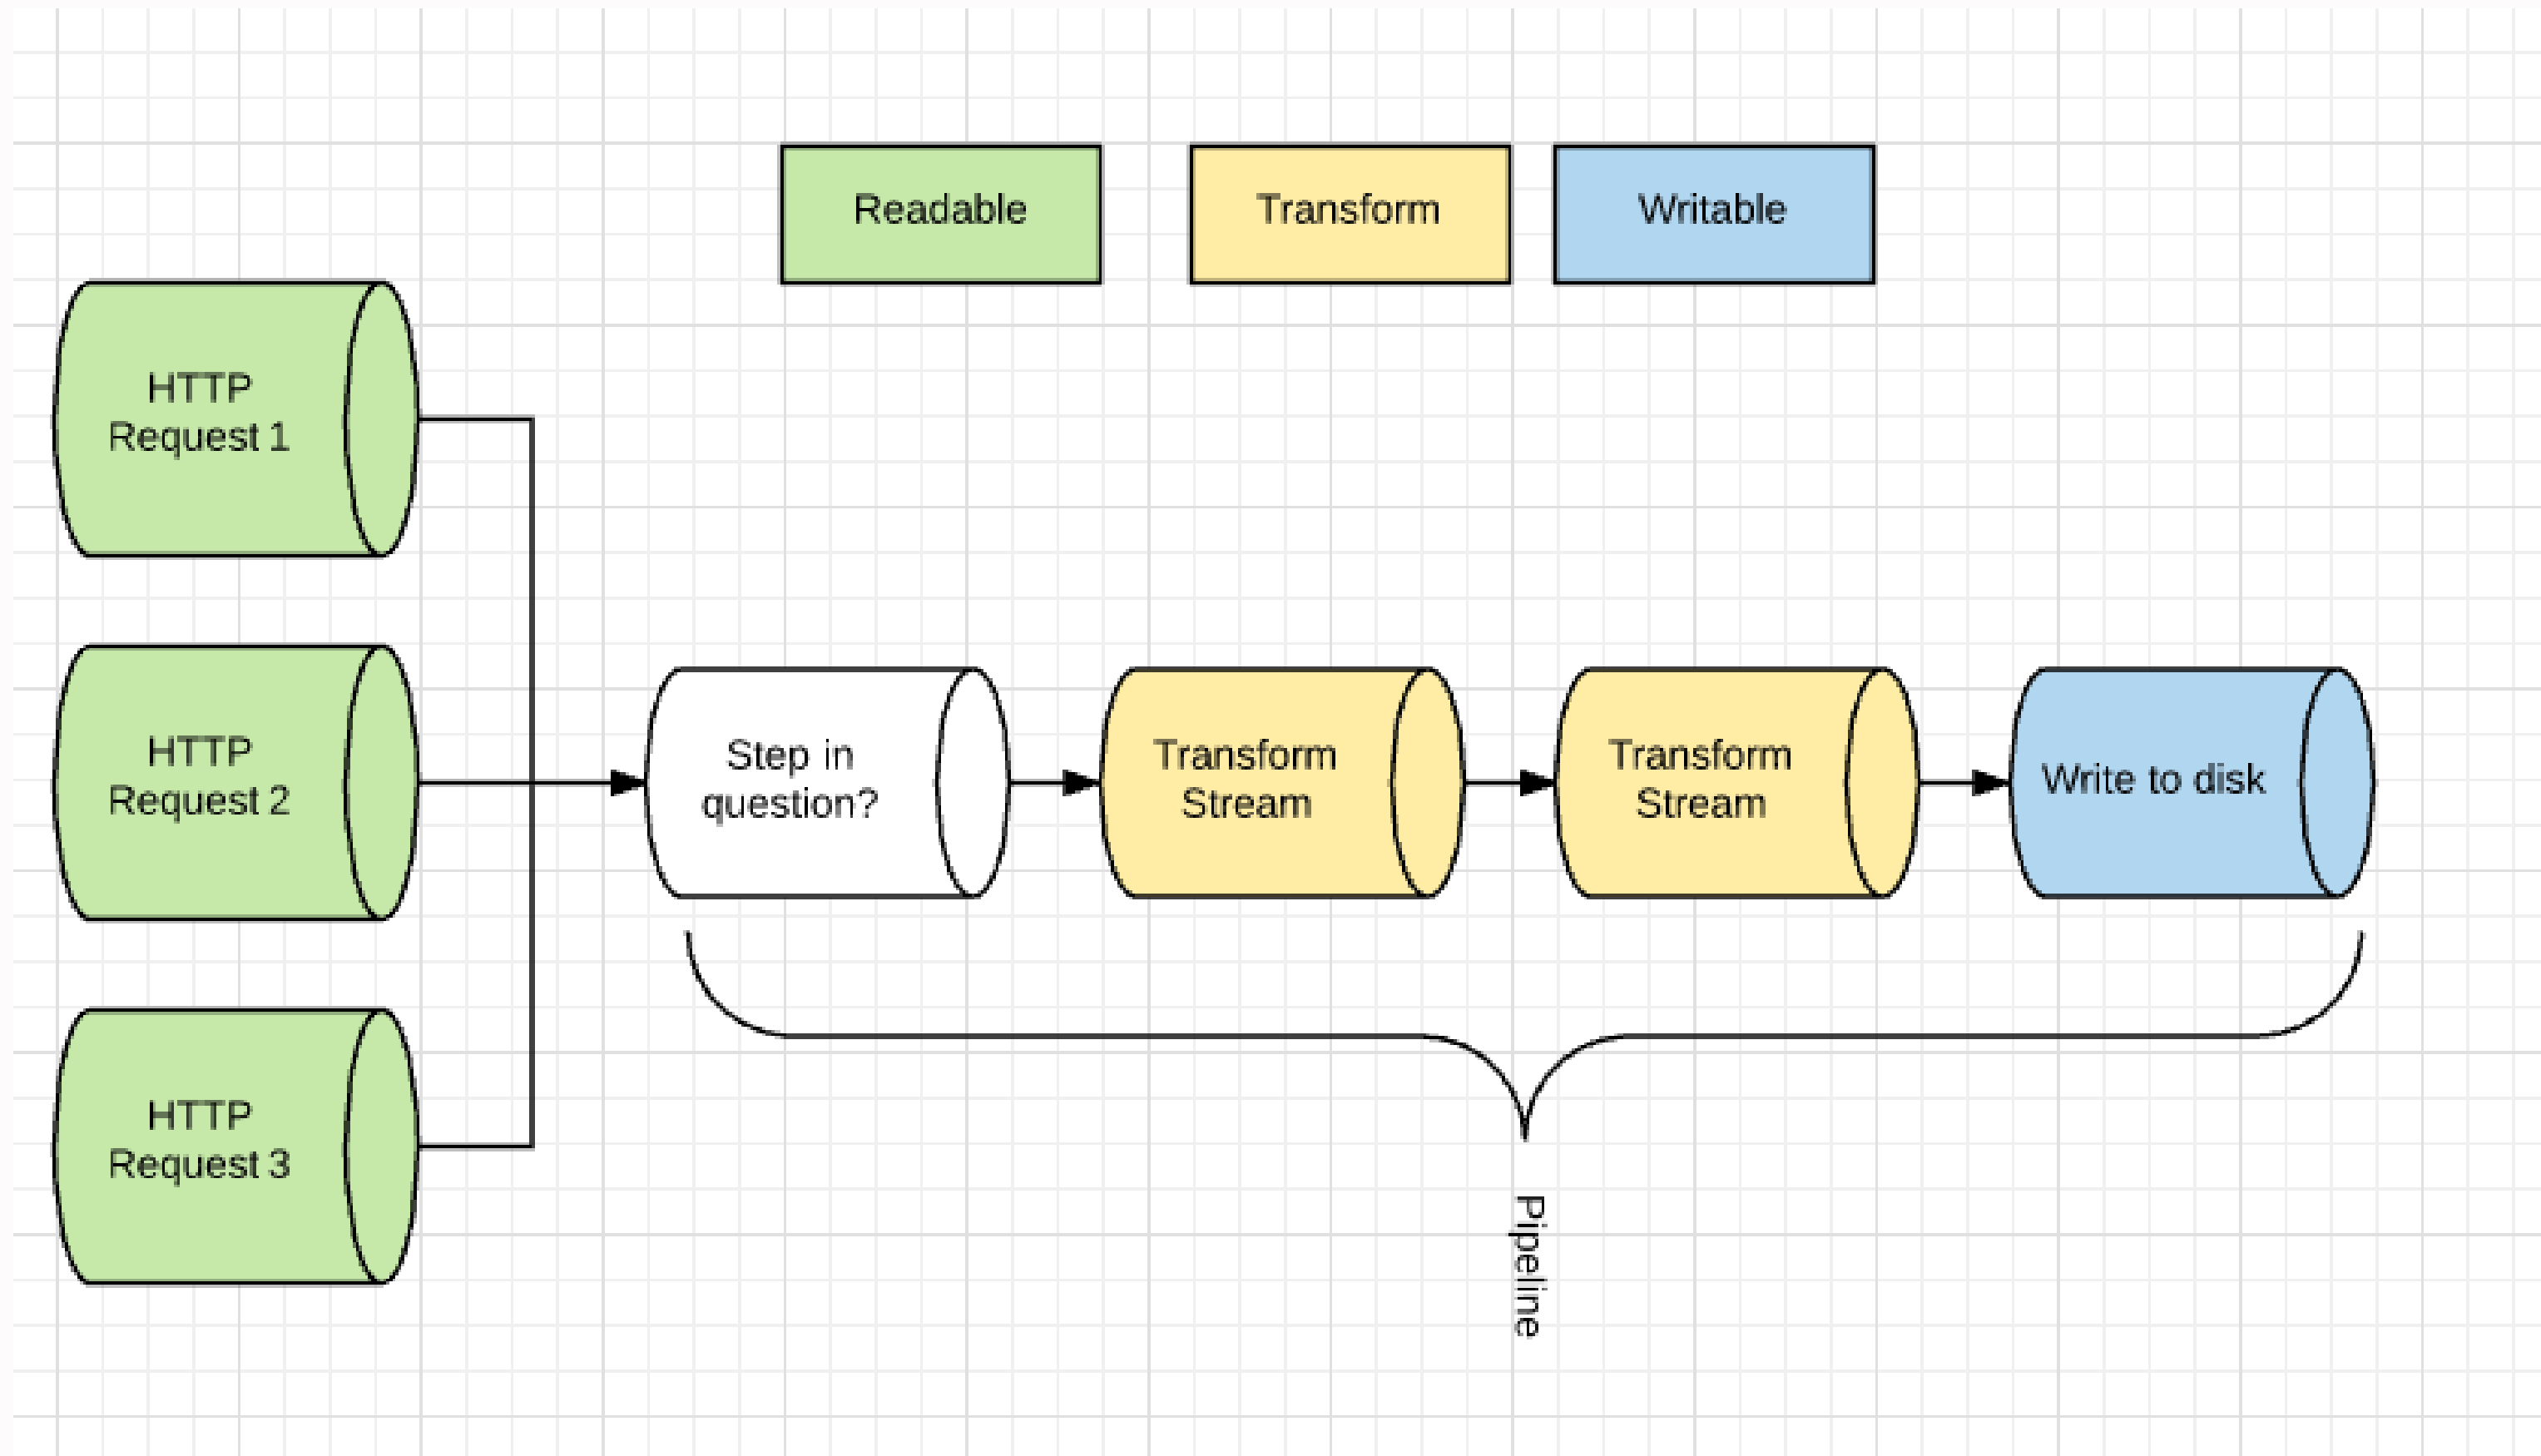 Readable
Transform
Writable
HTTP
Request 1
HTTP
Request 2
HTTP
Request 3
Step in
question?
Transform
Stream
Transform
Stream
Write to disk
Pipeline